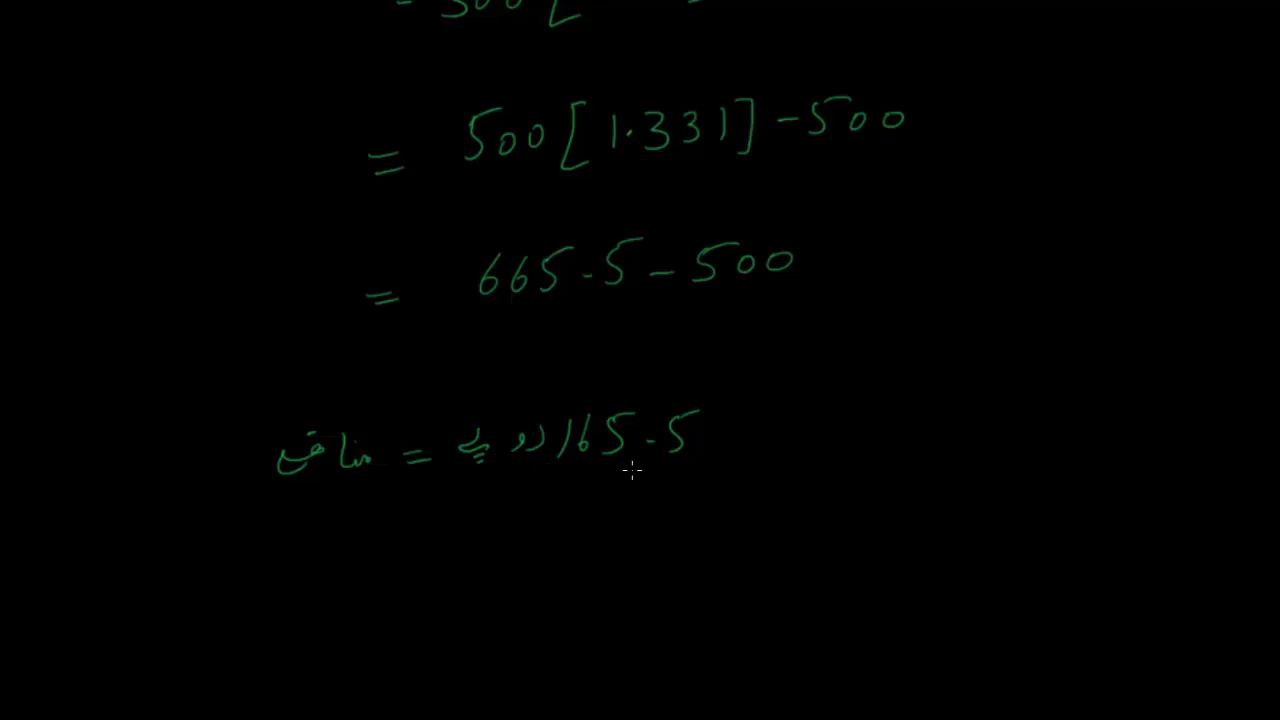 = 500[1.331] - 500
= 665.5 - 500
منافع = روپے 165.5